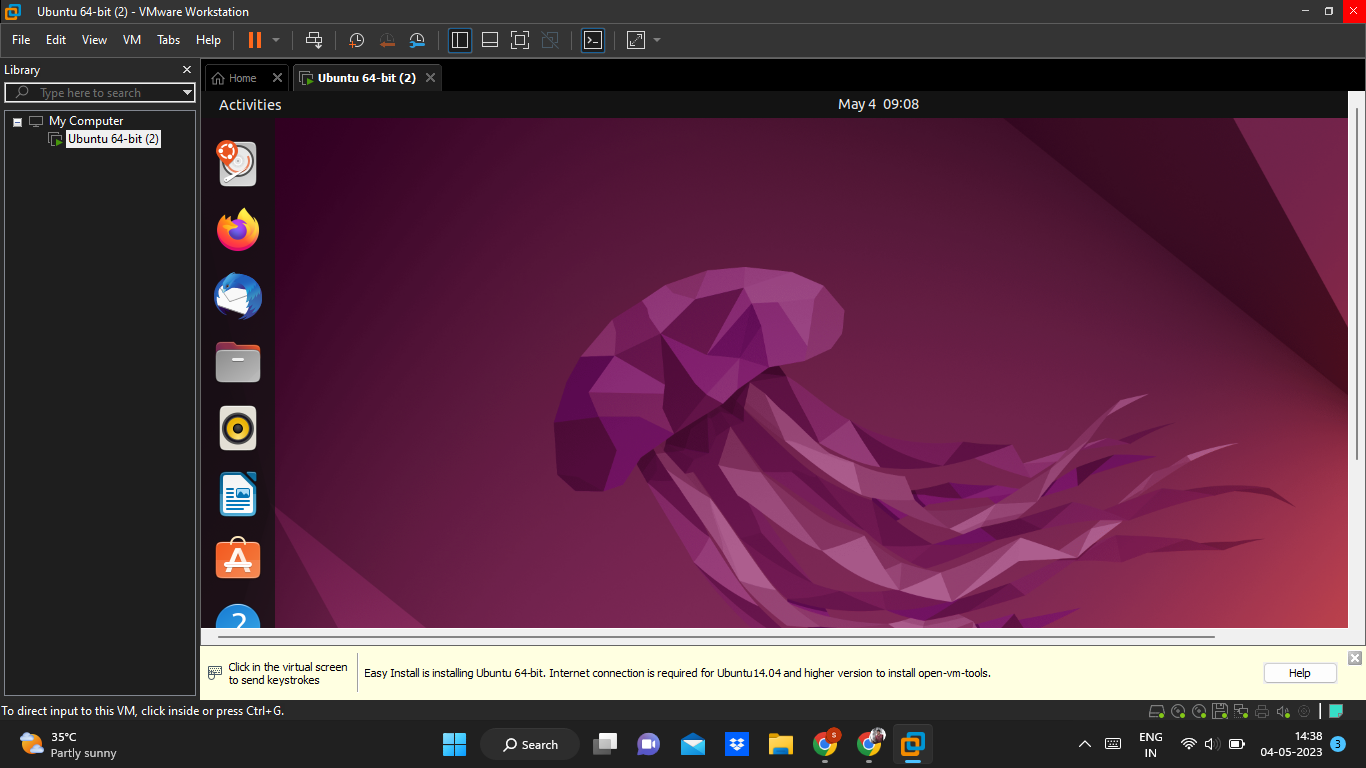 Ubuntu 64-bit (2) - VMware Workstation
File Edit View VM Tabs Help
Library
Type here to search
My Computer
Ubuntu 64-bit (2)
Home
Ubuntu 64-bit (2)
Activities
May 4 09:08
A
?
Click in the virtual screen
to send keystrokes
Easy Install is installing Ubuntu 64-bit. Internet connection is required for Ubuntu14.04 and higher version to install open-vm-tools.
Help
To direct input to this VM, click inside or press Ctrl+G.
35°C
Partly sunny
Search
S
ENG
IN
14:38
04-05-2023
3